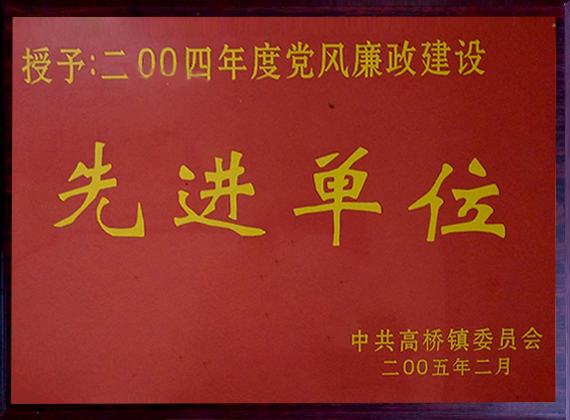 授予:二00四年度党风廉政建设
先进单位
中共高桥镇委员会
二00五年二月